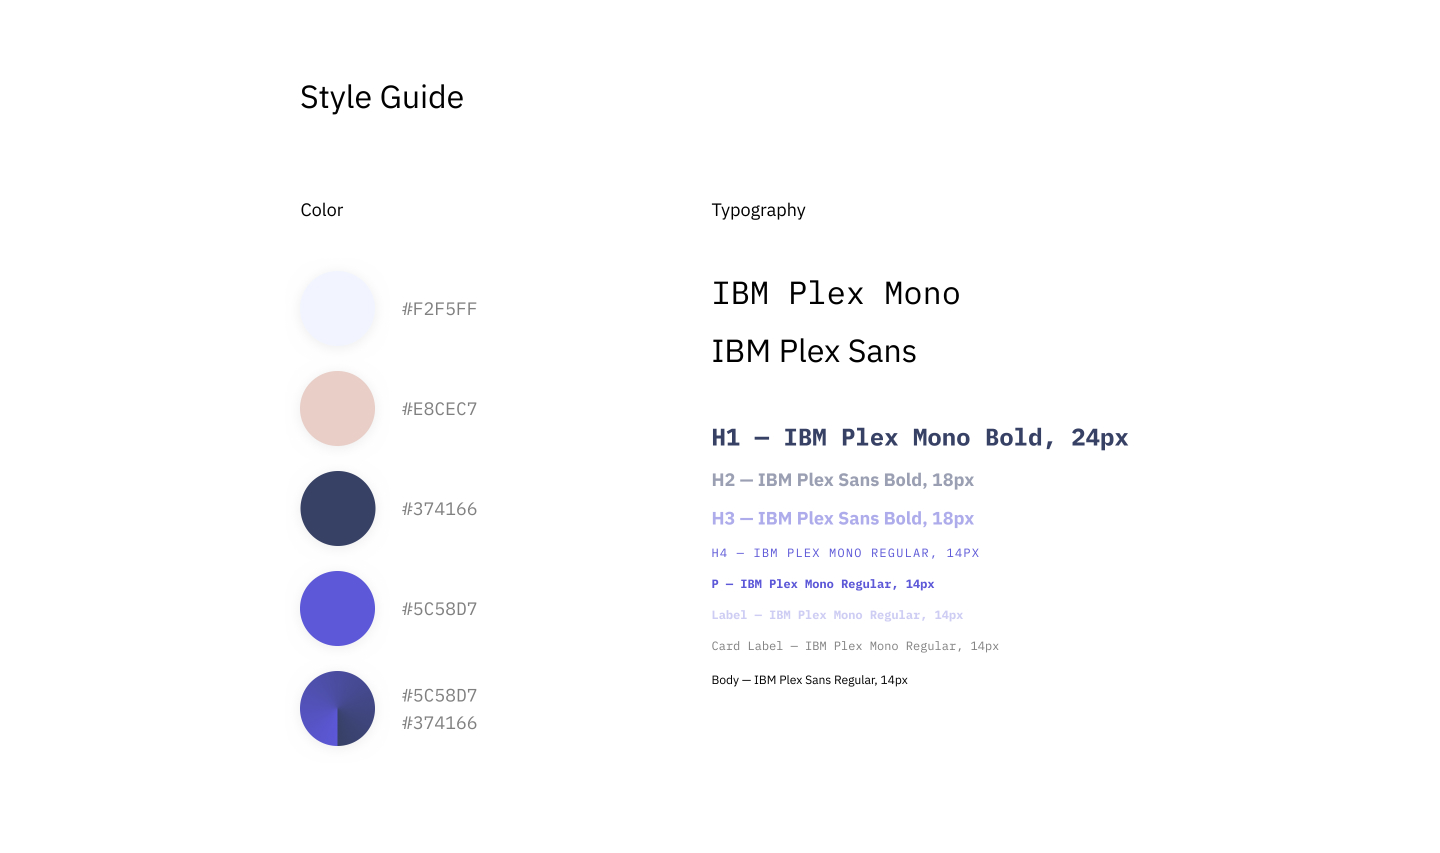 Style Guide
Color
#F2F5FF
#E8CEC7
#374166
#5C58D7
#5C58D7
#374166
Typography
IBM Plex Mono
IBM Plex Sans
H1 — IBM Plex Mono Bold, 24px
H2 — IBM Plex Sans Bold, 18px
H3 — IBM Plex Sans Bold, 18px
H4 — IBM PLEX MONO REGULAR, 14PX
P — IBM Plex Mono Regular, 14px
Label — IBM Plex Mono Regular, 14px
Card Label — IBM Plex Mono Regular, 14px
Body — IBM Plex Sans Regular, 14px